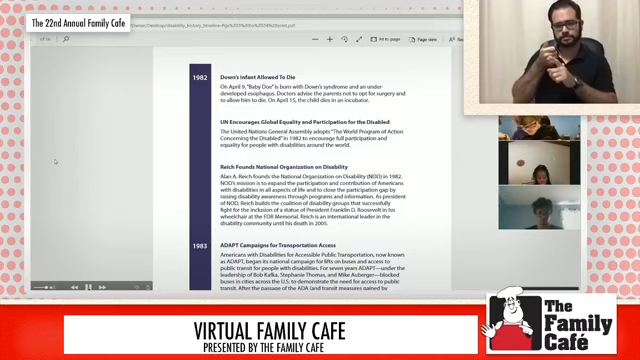 The 22nd Annual Family Cafe
Fit to page
Page view
1982
Down's Infant Allowed To Die
On April 9, "Baby Doe" is born with Down's syndrome and an under
developed esophagus. Doctors advise the parents not to opt for surgery and
to allow him to die. On April 15, the child dies in an incubator.
UN Encourages Global Equality and Participation for the Disabled
The United Nations General Assembly adopts "The World Program of Action
Concerning the Disabled" in 1982 to encourage full participation and
equality for people with disabilities around the world.
Reich Founds National Organization on Disability
Alan A. Reich founds the National Organization on Disability (NOD) in 1982.
NOD's mission is to expand the participation and contribution of Americans
with disabilities in all aspects of life and to close the participation gap by
raising disability awareness through programs and information. As president
of NOD, Reich builds the coalition of disability groups that successfully
fight for the inclusion of a statue of President Franklin D. Roosevelt in his
wheelchair at the FDR Memorial. Reich is an international leader in the
disability community until his death in 2005.
1983
ADAPT Campaigns for Transportation Access
Americans with Disabilities for Accessible Public Transportation, now known
as ADAPT, began its national campaign for lifts on buses and access to
public transit for people with disabilities. For seven years ADAPT—under the
leadership of Bob Kafka, Stephanie Thomas, and Mike Auberger—blocked
buses in cities across the U.S. to demonstrate the need for access to public
transit. After the passage of the ADA (and transit measures gained by
VIRTUAL FAMILY CAFE
PRESENTED BY THE FAMILY CAFE
The
Family
Café